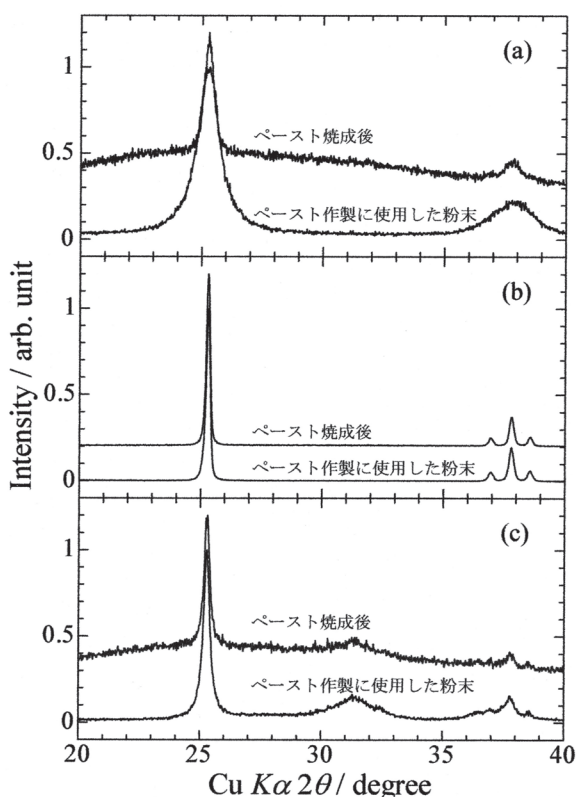 (a)
1
ペースト焼成後
0.5
ペースト作製に使用した粉末
0
(b)
1
0.5
ペースト焼成後
ペースト作製に使用した粉末
0
(c)
1
ペースト焼成後
0.5
ペースト作製に使用した粉末
0
20 25 30 35 40
Intensity / arb. unit
Cu Kα 2θ / degree